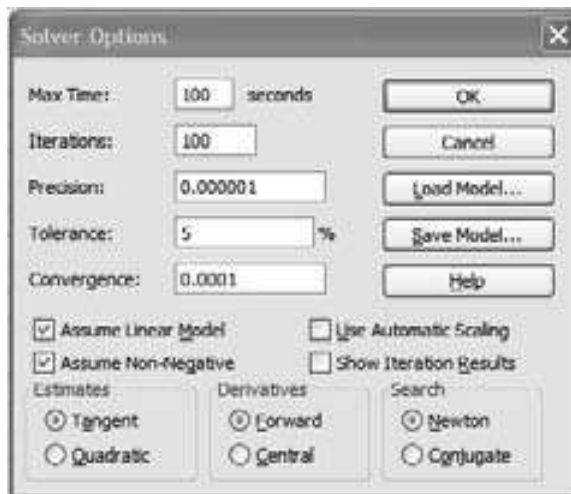 Solver Options
Max Time: 100 seconds
OK
Iterations: 100
Cancel
Precision: 0.000001
Load Model...
Tolerance: 5 %
Save Model...
Convergence: 0.0001
Help
Assume Linear Model
Use Automatic Scaling
Assume Non-Negative
Show Iteration Results
Estimates
Derivatives
Search
Tangent
Forward
Newton
Quadratic
Central
Conjugate